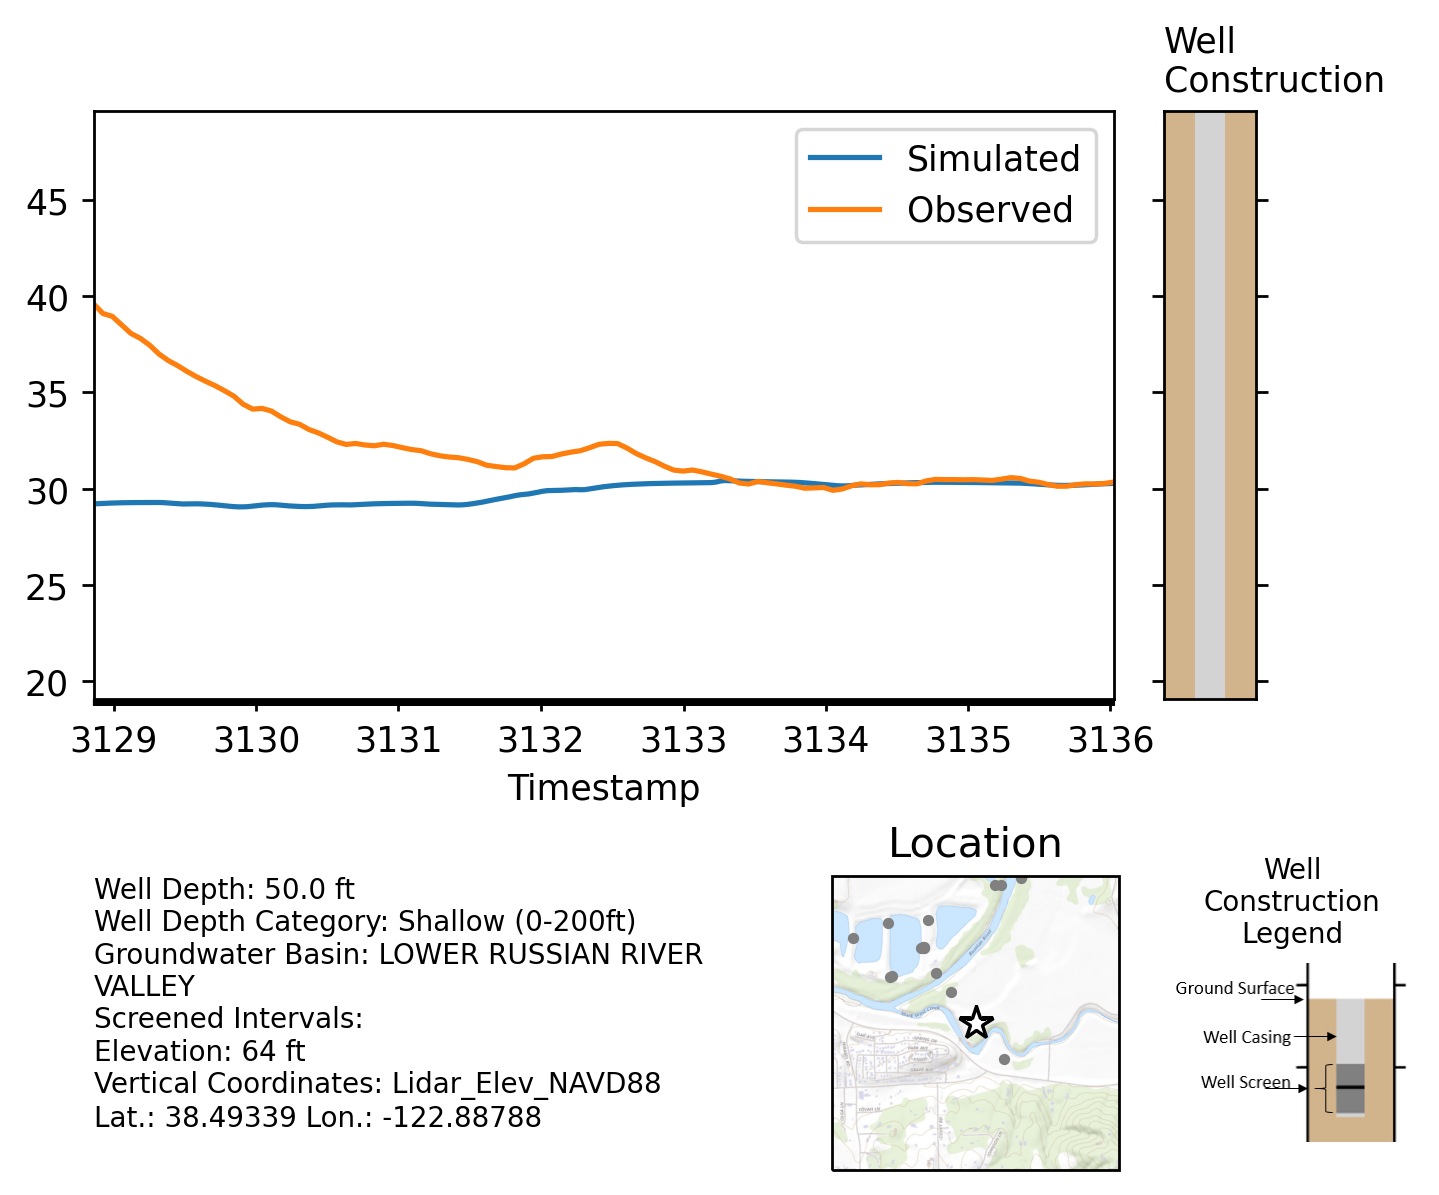 Well
Construction
Simulated
Observed
45
40
35
30
25
20
3129 3130 3131 3132 3133 3134 3135 3136
Timestamp
Well Depth: 50.0 ft
Well Depth Category: Shallow (0-200ft)
Groundwater Basin: LOWER RUSSIAN RIVER
VALLEY
Screened Intervals:
Elevation: 64 ft
Vertical Coordinates: Lidar_Elev_NAVD88
Lat.: 38.49339 Lon.: -122.88788
Location
Well
Construction
Legend
Ground Surface
Well Casing
Well Screen